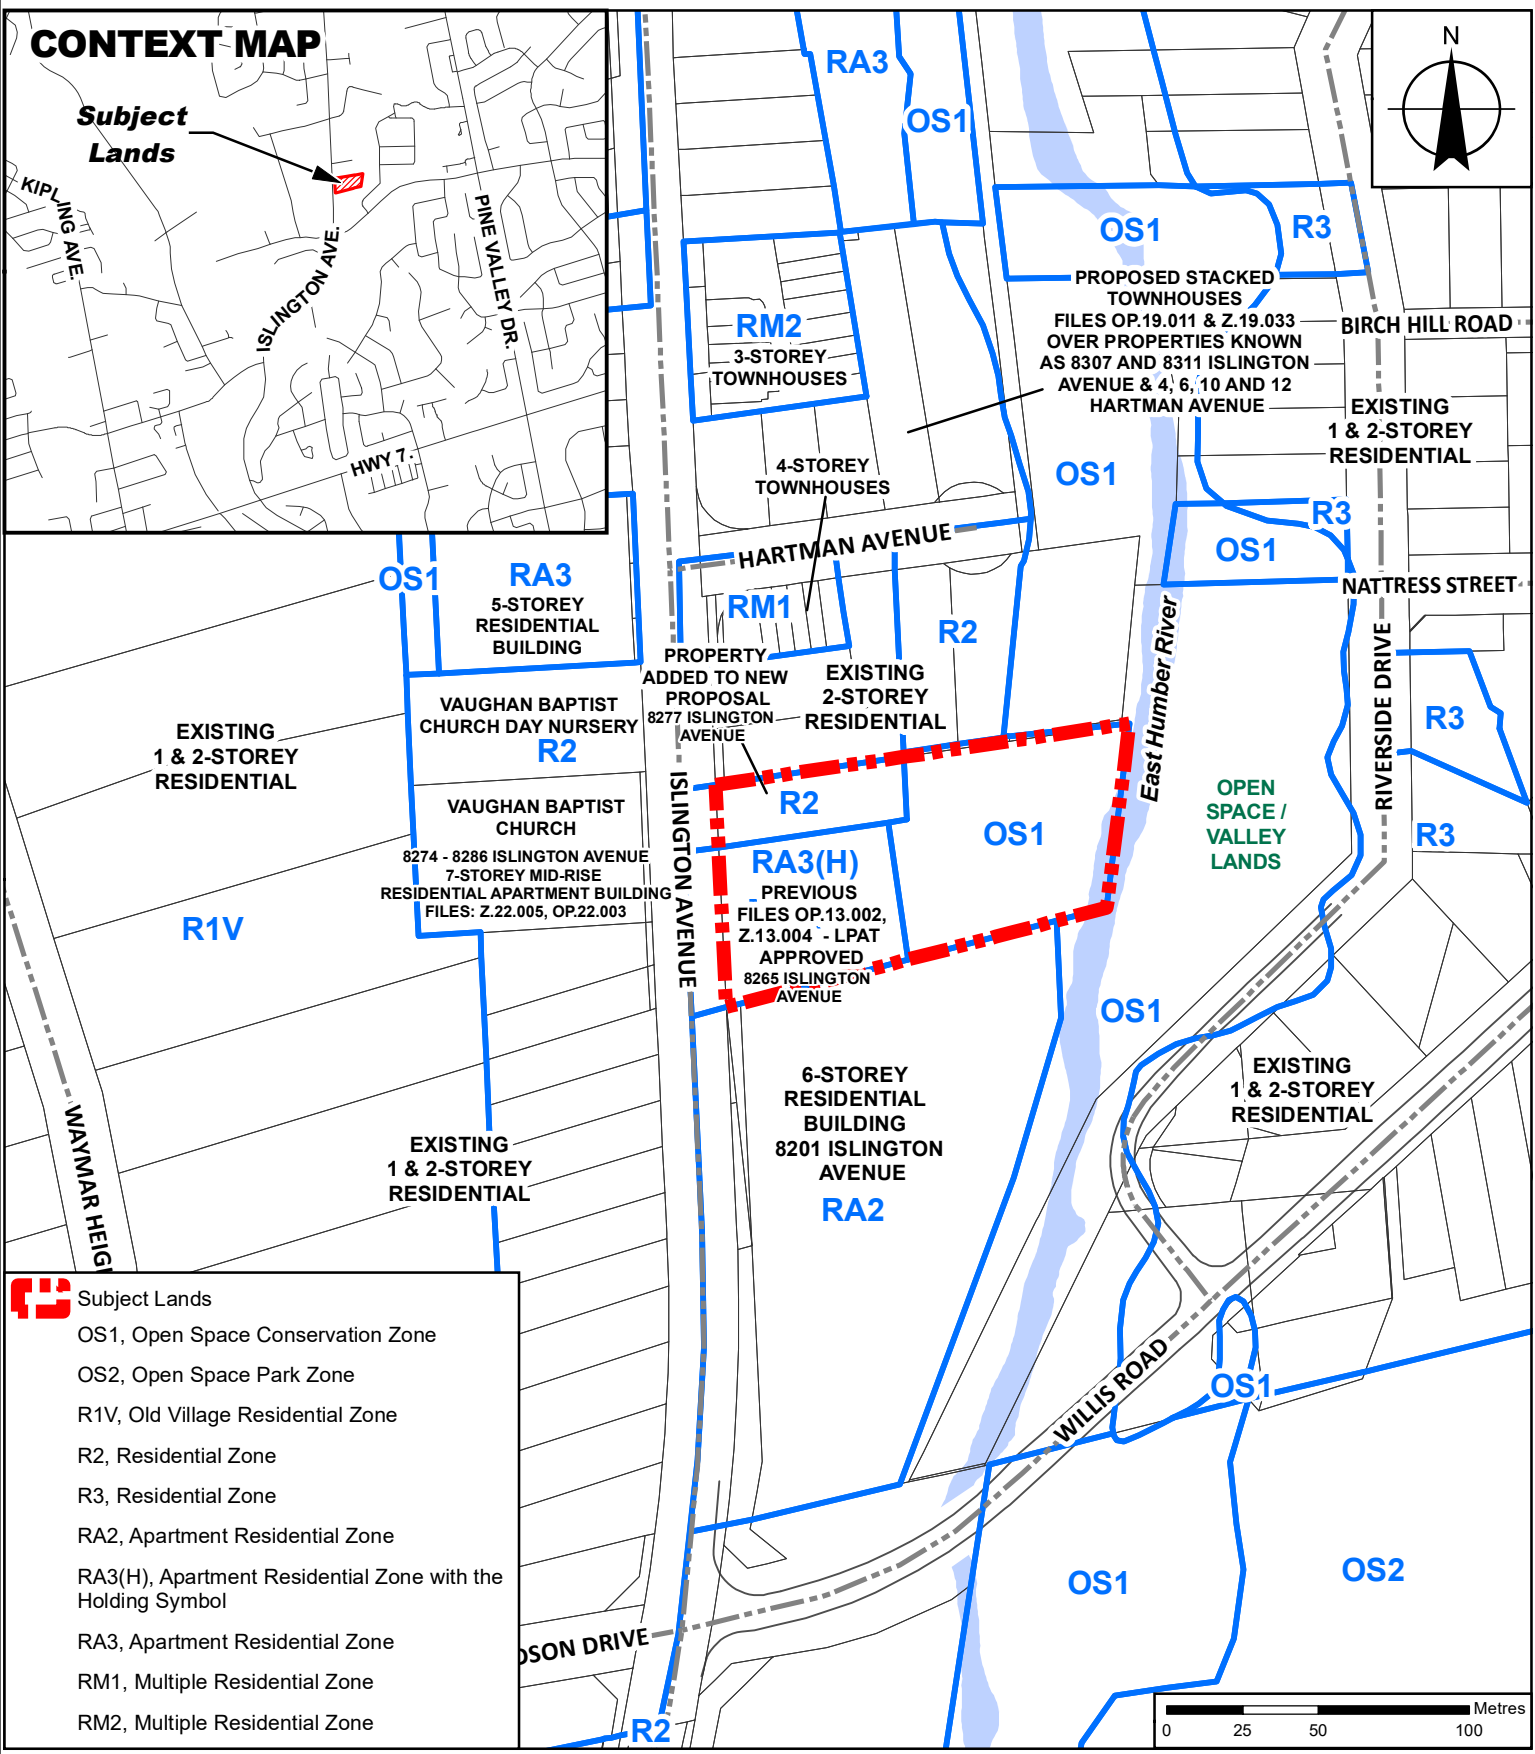 CONTEXT MAP
Subject
Lands
KIPLING AVE.
ISLINGTON AVE.
PINE VALLEY DR.
HWY 7.
N
RA3
OS1
OS1
R3
RM2
3-STOREY
TOWNHOUSES
PROPOSED STACKED
TOWNHOUSES
FILES OP.19.011 & Z.19.033
OVER PROPERTIES KNOWN
AS 8307 AND 8311 ISLINGTON
AVENUE & 4, 6, 10 AND 12
HARTMAN AVENUE
BIRCH HILL ROAD
EXISTING
1 & 2-STOREY
RESIDENTIAL
4-STOREY
TOWNHOUSES
OS1
R3
OS1
HARTMAN AVENUE
NATTRESS STREET
OS1
RA3
5-STOREY
RESIDENTIAL
BUILDING
RM1
R2
East Humber River
RIVERSIDE DRIVE
PROPERTY
ADDED TO NEW
PROPOSAL
8277 ISLINGTON
AVENUE
EXISTING
2-STOREY
RESIDENTIAL
VAUGHAN BAPTIST
CHURCH DAY NURSERY
R2
EXISTING
1 & 2-STOREY
RESIDENTIAL
R3
R3
VAUGHAN BAPTIST
CHURCH
8274 - 8286 ISLINGTON AVENUE
7-STOREY MID-RISE
RESIDENTIAL APARTMENT BUILDING
FILES: Z.22.005, OP.22.003
ISLINGTON AVENUE
R2
OS1
OPEN
SPACE /
VALLEY
LANDS
RA3(H)
PREVIOUS
FILES OP.13.002,
Z.13.004 - LPAT
APPROVED
8265 ISLINGTON
AVENUE
R1V
OS1
6-STOREY
RESIDENTIAL
BUILDING
8201 ISLINGTON
AVENUE
RA2
EXISTING
1 & 2-STOREY
RESIDENTIAL
EXISTING
1 & 2-STOREY
RESIDENTIAL
WAYMAR HEIG
OS1
WILLIS ROAD
OS1
OS2
DSON DRIVE
R2
Subject Lands
OS1, Open Space Conservation Zone
OS2, Open Space Park Zone
R1V, Old Village Residential Zone
R2, Residential Zone
R3, Residential Zone
RA2, Apartment Residential Zone
RA3(H), Apartment Residential Zone with the
Holding Symbol
RA3, Apartment Residential Zone
RM1, Multiple Residential Zone
RM2, Multiple Residential Zone
Metres
0 25 50 100